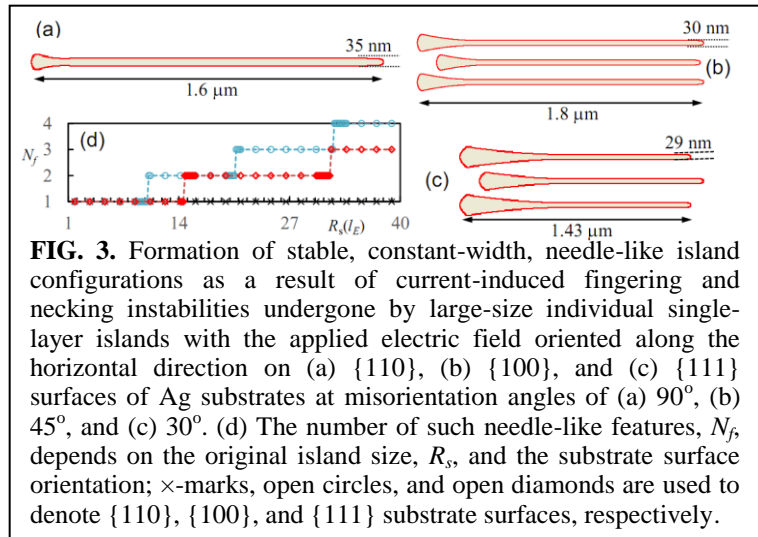 (a)
35 nm
1.6 µm
30 nm
(b)
1.8 µm
(d)
N_f
4
3
2
1
1 14 27 R_s(l_E) 40
29 nm
(c)
1.43 µm
FIG. 3. Formation of stable, constant-width, needle-like island
configurations as a result of current-induced fingering and
necking instabilities undergone by large-size individual single-
layer islands with the applied electric field oriented along the
horizontal direction on (a) {110}, (b) {100}, and (c) {111}
surfaces of Ag substrates at misorientation angles of (a) 90°, (b)
45°, and (c) 30°. (d) The number of such needle-like features, N_f,
depends on the original island size, R_s, and the substrate surface
orientation; ×-marks, open circles, and open diamonds are used to
denote {110}, {100}, and {111} substrate surfaces, respectively.